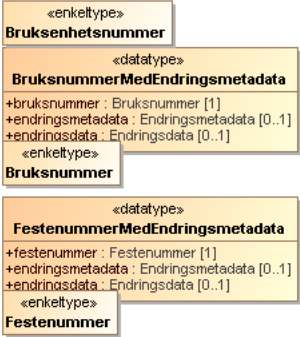 «enkeltype»
Bruksenhetsnummer
«datatype»
BruksnummerMedEndringsmetadata
+bruksnummer : Bruksnummer [1]
+endringsmetadata : Endringsmetadata [0..1]
+endringsdata : Endringsdata [0..1]
«enkeltype»
Bruksnummer
«datatype»
FestenummerMedEndringsmetadata
+festenummer : Festenummer [1]
+endringsmetadata : Endringsmetadata [0..1]
+endringsdata : Endringsdata [0..1]
«enkeltype»
Festenummer